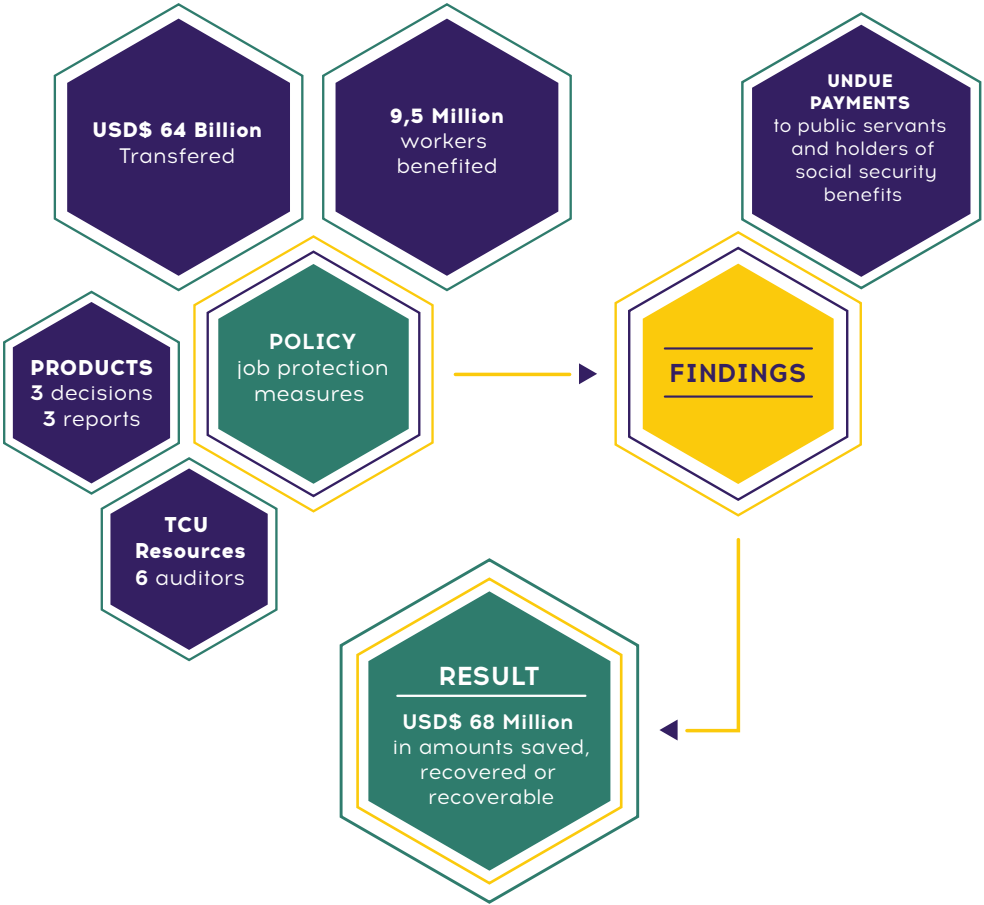 USD$ 64 Billion
Transfered
9,5 Million
workers
benefited
UNDUE
PAYMENTS
to public servants
and holders of
social security
benefits
POLICY
job protection
measures
FINDINGS
PRODUCTS
3 decisions
3 reports
TCU
Resources
6 auditors
RESULT
USD$ 68 Million
in amounts saved,
recovered or
recoverable